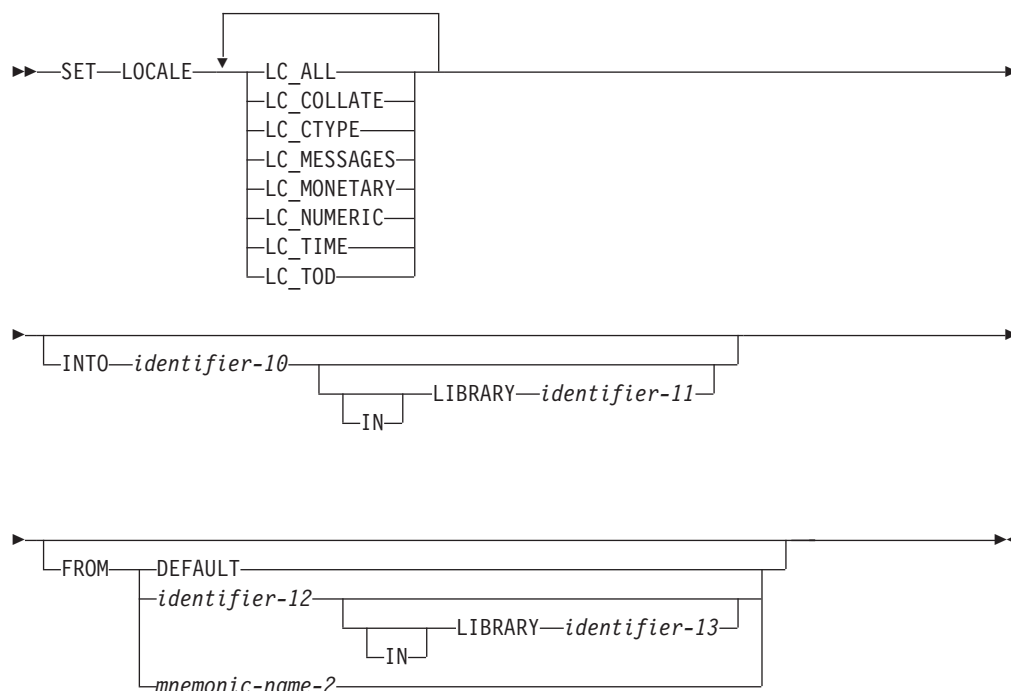 SET LOCALE LC_ALL
LC_COLLATE
LC_CTYPE
LC_MESSAGES
LC_MONETARY
LC_NUMERIC
LC_TIME
LC_TOD
INTO identifier-10
LIBRARY identifier-11
IN
FROM DEFAULT
identifier-12
LIBRARY identifier-13
IN
mnemonic-name-2